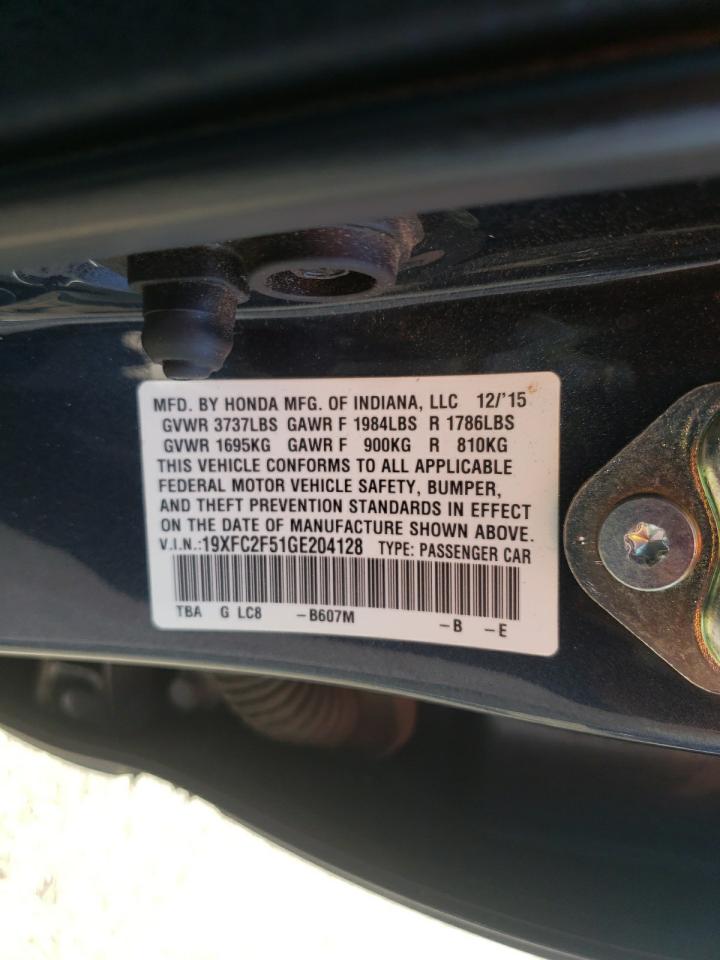 MFD. BY HONDA MFG. OF INDIANA, LLC 12/'15
GVWR 3737LBS GAWR F 1984LBS R 1786LBS
GVWR 1695KG GAWR F 900KG R 810KG
THIS VEHICLE CONFORMS TO ALL APPLICABLE
FEDERAL MOTOR VEHICLE SAFETY, BUMPER,
AND THEFT PREVENTION STANDARDS IN EFFECT
ON THE DATE OF MANUFACTURE SHOWN ABOVE.
V.I.N.:19XFC2F51GE204128 TYPE: PASSENGER CAR
TBA G LC8 -B607M -B -E